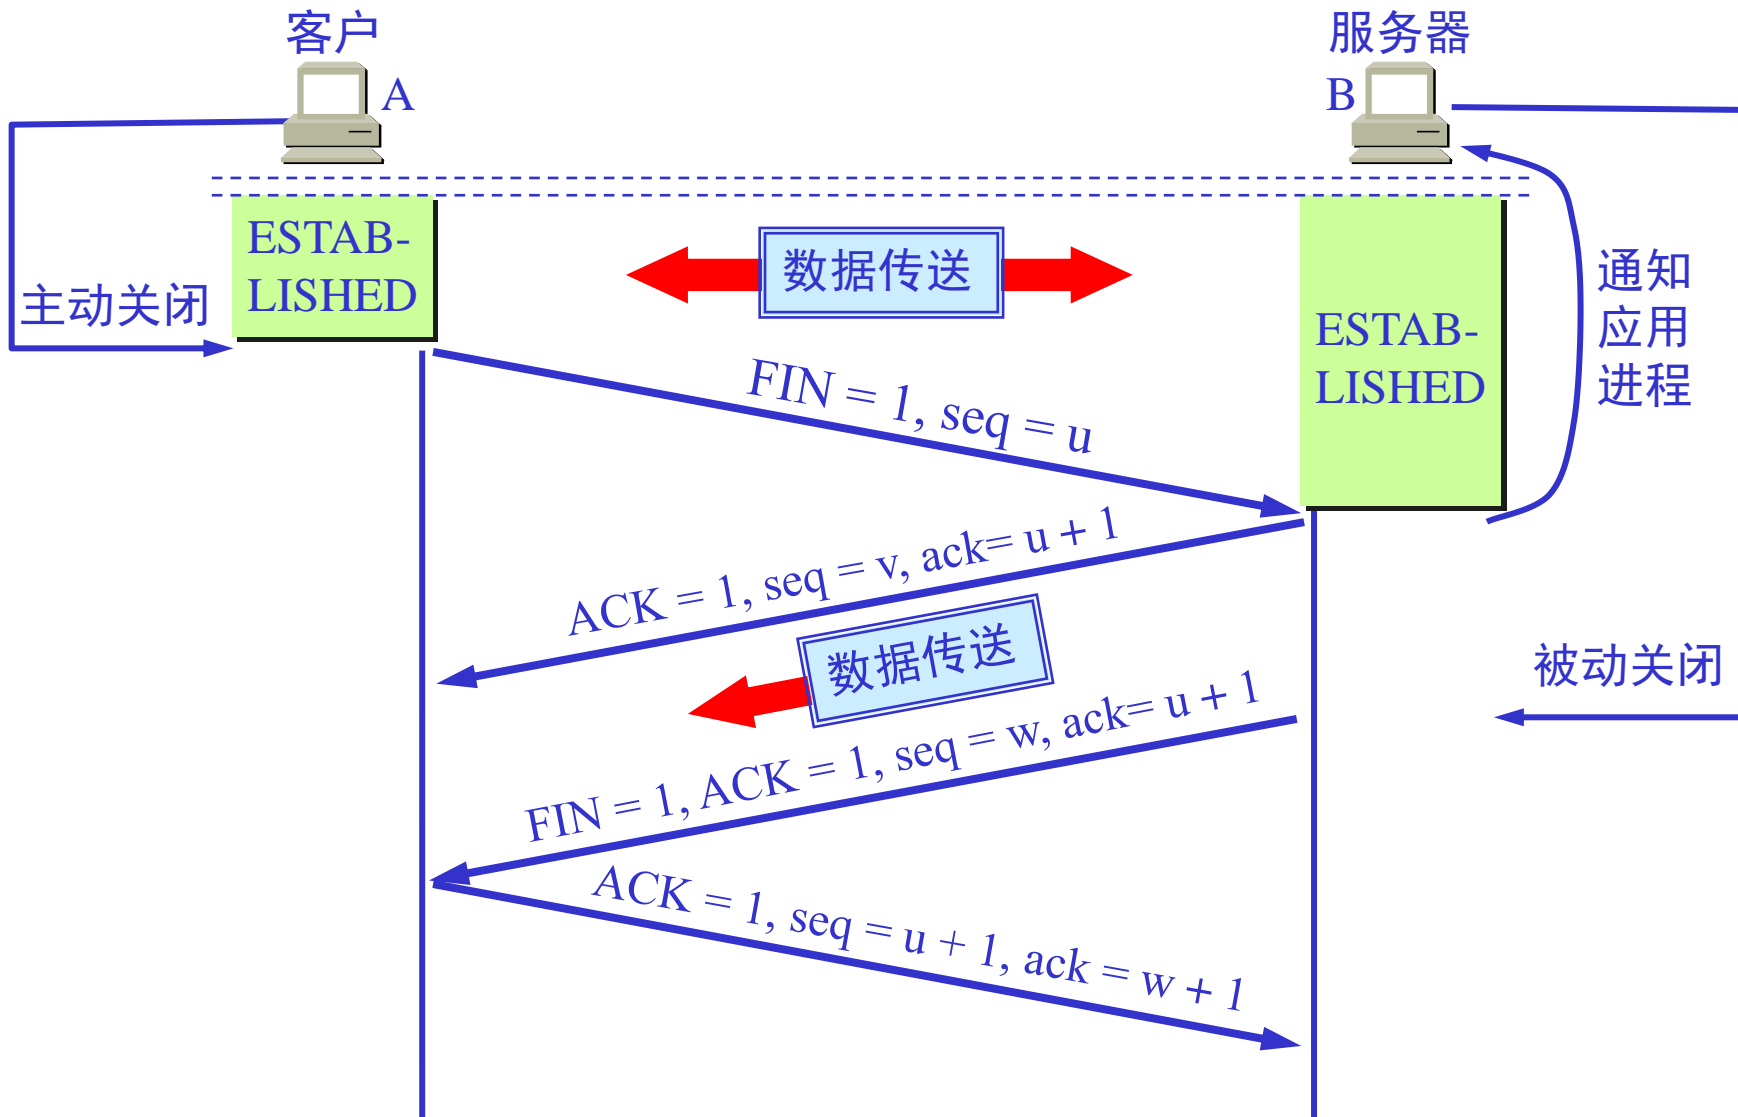 客户
服务器
A
B
ESTAB-
LISHED
数据传送
主动关闭
ESTAB-
LISHED
通知
应用
进程
FIN = 1, seq = u
ACK = 1, seq = v, ack= u + 1
数据传送
被动关闭
FIN = 1, ACK = 1, seq = w, ack= u + 1
ACK = 1, seq = u + 1, ack = w + 1